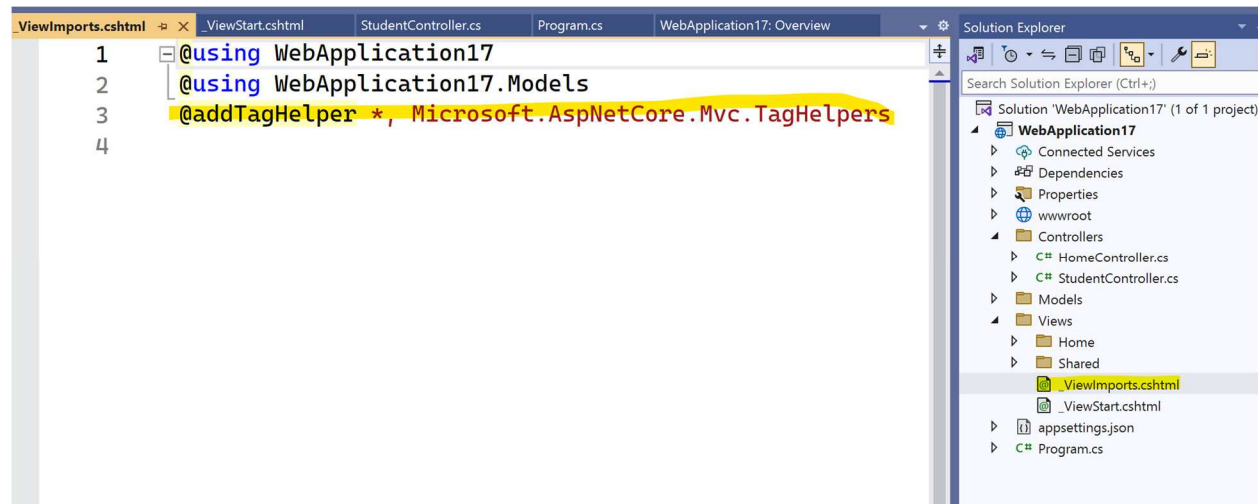 _ViewImports.cshtml
_ViewStart.cshtml
StudentController.cs
Program.cs
WebApplication17: Overview
1 @using WebApplication17
2 @using WebApplication17.Models
3 @addTagHelper *, Microsoft.AspNetCore.Mvc.TagHelpers
4
Solution Explorer
Search Solution Explorer (Ctrl+;)
Solution 'WebApplication17' (1 of 1 project)
WebApplication17
Connected Services
Dependencies
Properties
wwwroot
Controllers
C# HomeController.cs
C# StudentController.cs
Models
Views
Home
Shared
_ViewImports.cshtml
_ViewStart.cshtml
appsettings.json
C# Program.cs